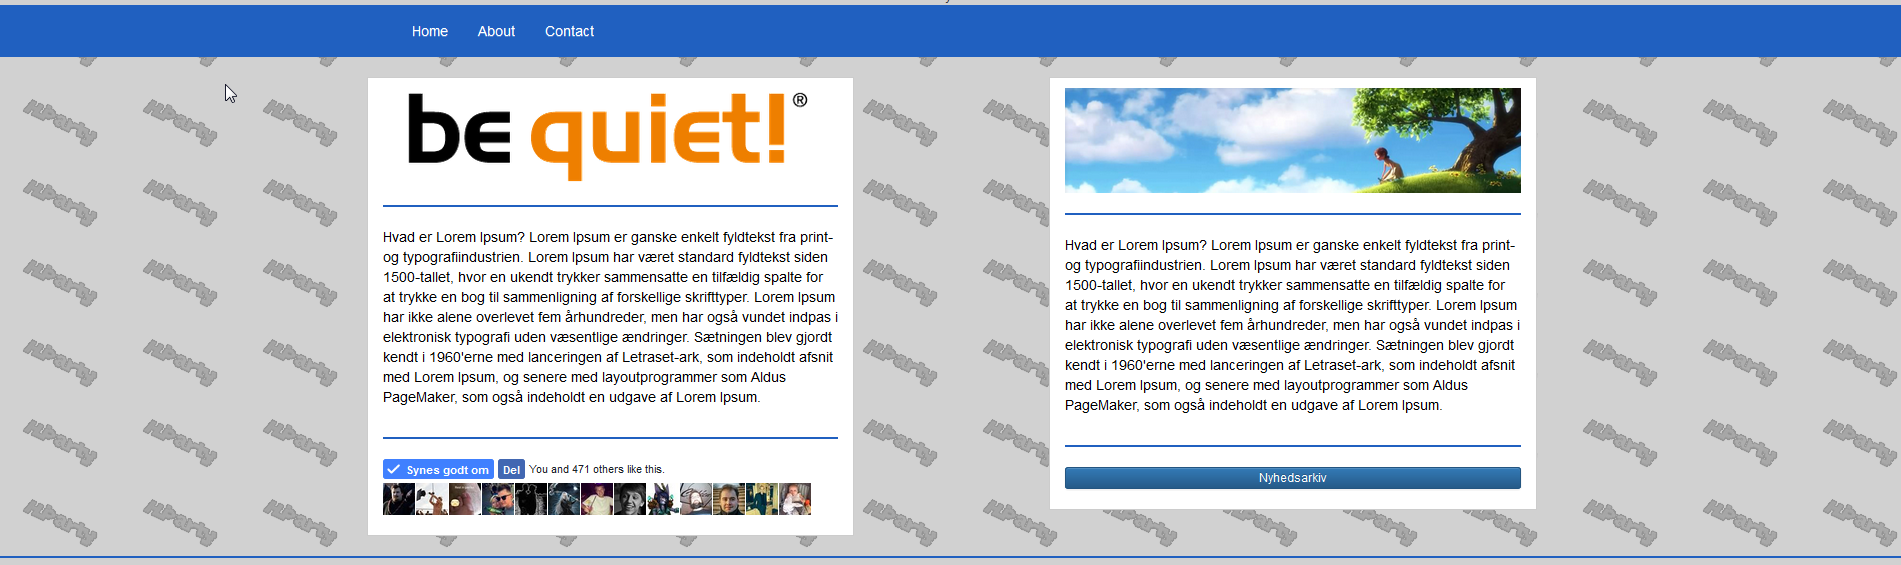 Home About Contact
be quiet!®
Hvad er Lorem Ipsum? Lorem Ipsum er ganske enkelt fyldtekst fra print-
og typografiindustrien. Lorem Ipsum har været standard fyldtekst siden
1500-tallet, hvor en ukendt trykker sammensatte en tilfældig spalte for
at trykke en bog til sammenligning af forskellige skrifttyper. Lorem Ipsum
har ikke alene overlevet fem århundreder, men har også vundet indpas i
elektronisk typografi uden væsentlige ændringer. Sætningen blev gjordt
kendt i 1960'erne med lanceringen af Letraset-ark, som indeholdt afsnit
med Lorem Ipsum, og senere med layoutprogrammer som Aldus
PageMaker, som også indeholdt en udgave af Lorem Ipsum.
Synes godt om Del You and 471 others like this.
Hvad er Lorem Ipsum? Lorem Ipsum er ganske enkelt fyldtekst fra print-
og typografiindustrien. Lorem Ipsum har været standard fyldtekst siden
1500-tallet, hvor en ukendt trykker sammensatte en tilfældig spalte for
at trykke en bog til sammenligning af forskellige skrifttyper. Lorem Ipsum
har ikke alene overlevet fem århundreder, men har også vundet indpas i
elektronisk typografi uden væsentlige ændringer. Sætningen blev gjordt
kendt i 1960'erne med lanceringen af Letraset-ark, som indeholdt afsnit
med Lorem Ipsum, og senere med layoutprogrammer som Aldus
PageMaker, som også indeholdt en udgave af Lorem Ipsum.
Nyhedsarkiv